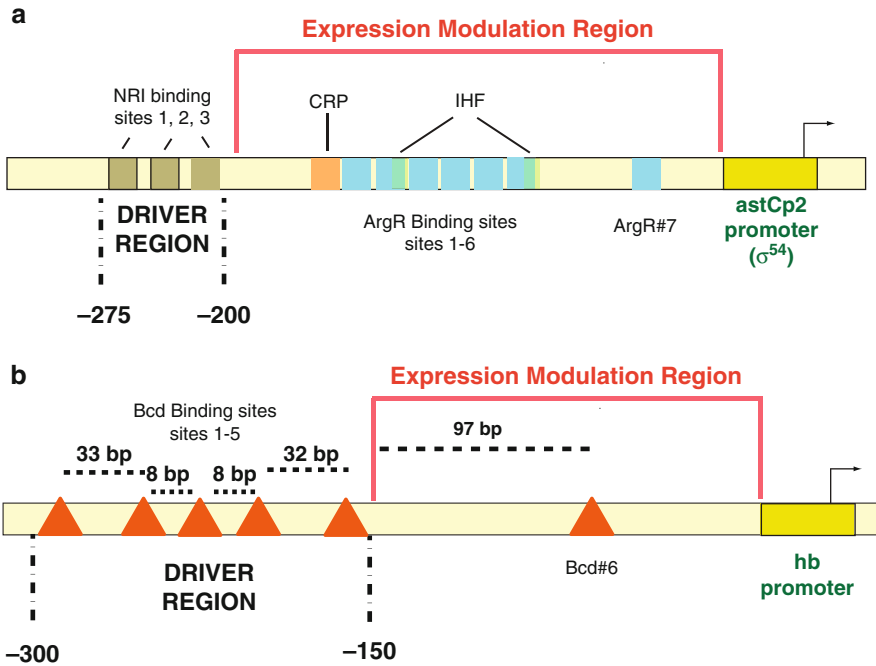 a
Expression Modulation Region
NRI binding
sites 1, 2, 3
CRP
IHF
DRIVER
REGION
ArgR Binding sites
sites 1-6
ArgR#7
astCp2
promoter
(σ54)
–275
–200
b
Expression Modulation Region
Bcd Binding sites
sites 1-5
33 bp
8 bp
8 bp
32 bp
97 bp
DRIVER
REGION
Bcd#6
hb
promoter
–300
–150